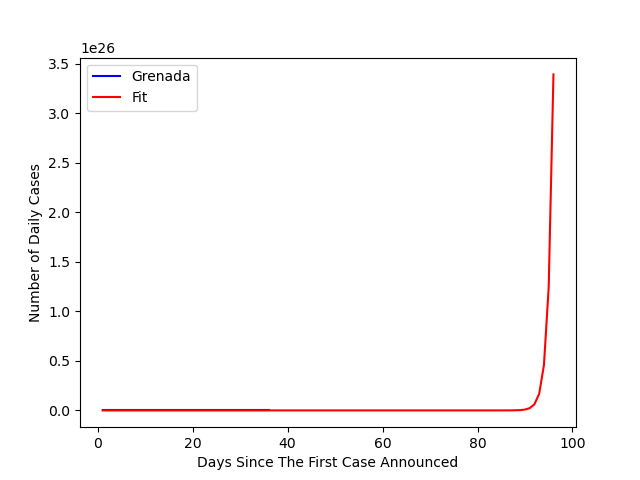 1e26
3.5
3.0
2.5
2.0
1.5
1.0
0.5
0.0
Number of Daily Cases
Grenada
Fit
0 20 40 60 80 100
Days Since The First Case Announced